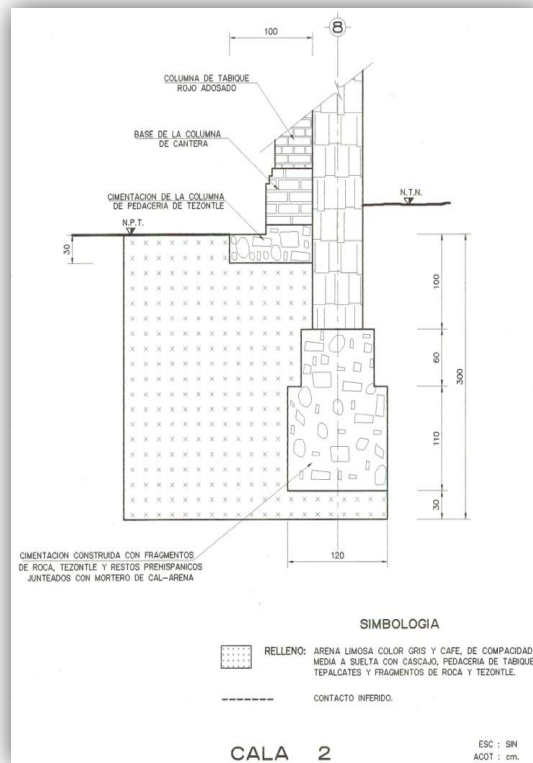 100
8
COLUMNA DE TABIQUE
ROJO ADOSADO
BASE DE LA COLUMNA
DE CANTERA
CIMENTACION DE LA COLUMNA
DE PEDACERIA DE TEZONTLE
N.P.T.
N.T.N.
30
100
60
300
110
30
120
CIMENTACION CONSTRUIDA CON FRAGMENTOS
DE ROCA, TEZONTLE Y RESTOS PREHISPANICOS
JUNTEADOS CON MORTERO DE CAL-ARENA
SIMBOLOGIA
RELLENO: ARENA LIMOSA COLOR GRIS Y CAFE, DE COMPACIDAD
MEDIA A SUELTA CON CASCAJO, PEDACERIA DE TABIQUE
TEPALCATES Y FRAGMENTOS DE ROCA Y TEZONTLE.
CONTACTO INFERIDO.
CALA 2
ESC : SIN
ACOT : cm.